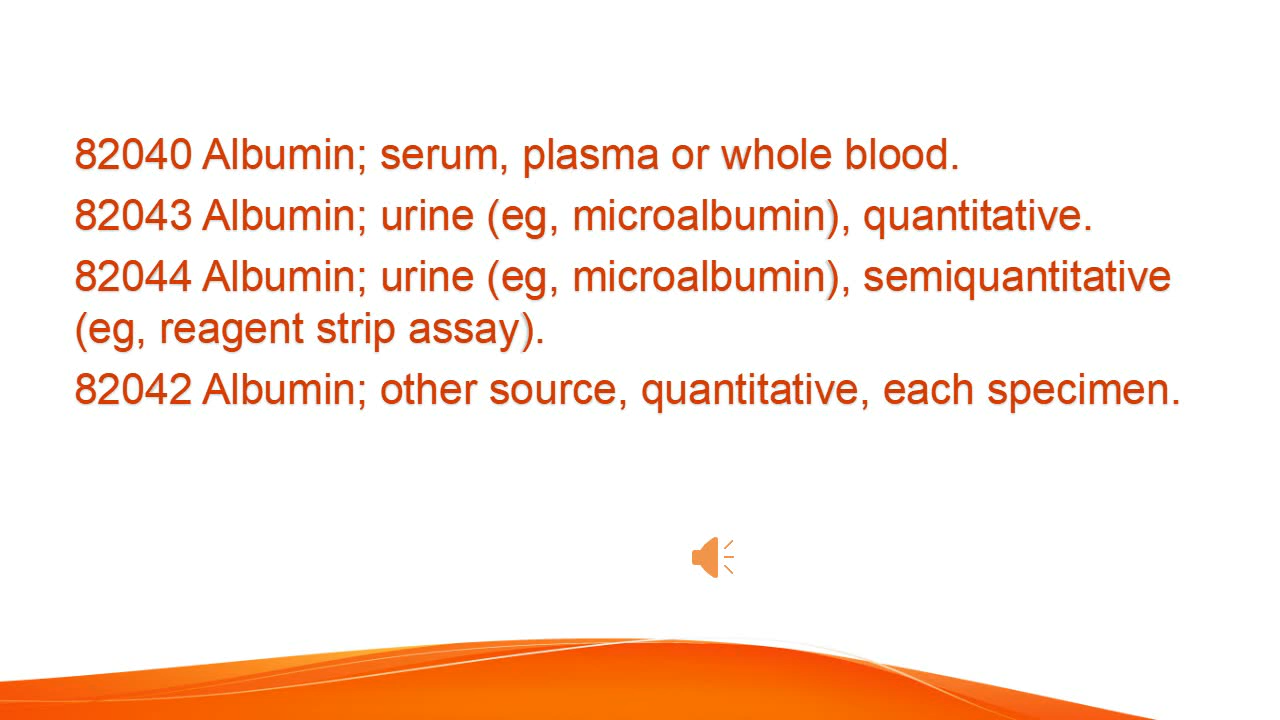 82040 Albumin; serum, plasma or whole blood.
82043 Albumin; urine (eg, microalbumin), quantitative.
82044 Albumin; urine (eg, microalbumin), semiquantitative
(eg, reagent strip assay).
82042 Albumin; other source, quantitative, each specimen.